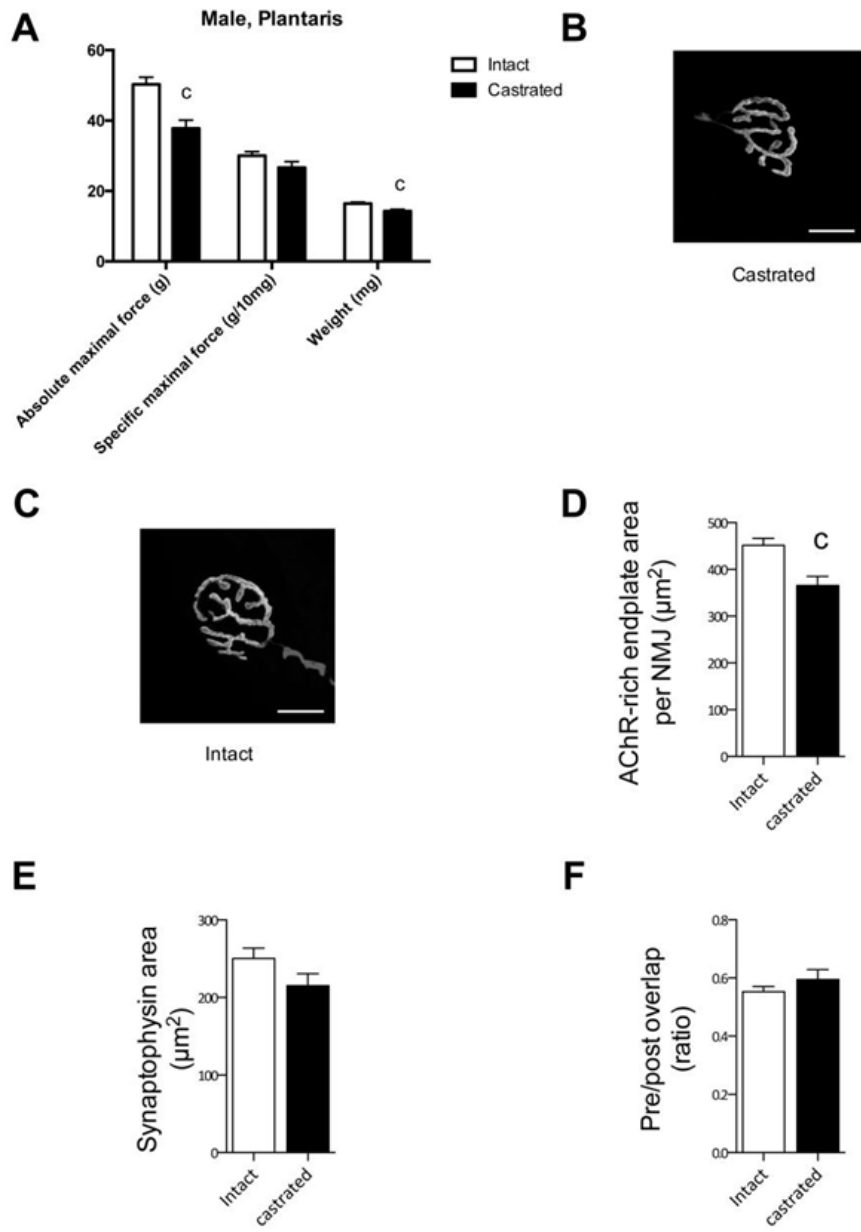 A
Male, Plantaris
Intact
Castrated
60
40
20
0
C
C
Absolute maximal force (g)
Specific maximal force (g/10mg)
Weight (mg)
B
Castrated
C
Intact
D
AChR-rich endplate area
per NMJ (µm²)
500
400
300
200
100
0
C
Intact
castrated
E
Synaptophysin area
(µm²)
300
200
100
0
Intact
castrated
F
Pre/post overlap
(ratio)
0.8
0.6
0.4
0.2
0.0
Intact
castrated